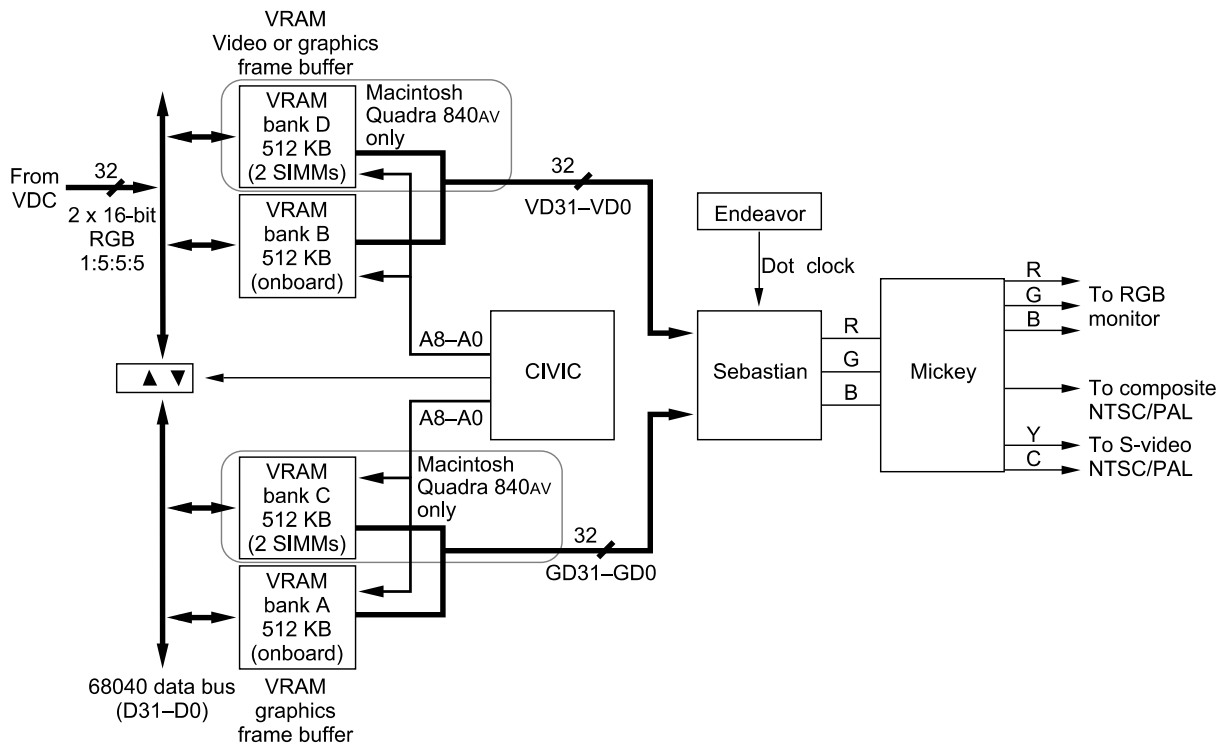 VRAM
Video or graphics
frame buffer
VRAM
bank D
512 KB
(2 SIMMs)
Macintosh
Quadra 840AV
only
From
VDC
32
2 x 16-bit
RGB
1:5:5:5
VRAM
bank B
512 KB
(onboard)
32
VD31–VD0
Endeavor
Dot clock
A8–A0
CIVIC
A8–A0
Sebastian
R
G
B
Mickey
R
G
B
To RGB
monitor
To composite
NTSC/PAL
Y
C
To S-video
NTSC/PAL
VRAM
bank C
512 KB
(2 SIMMs)
Macintosh
Quadra 840AV
only
32
GD31–GD0
VRAM
bank A
512 KB
(onboard)
68040 data bus
(D31–D0)
VRAM
graphics
frame buffer